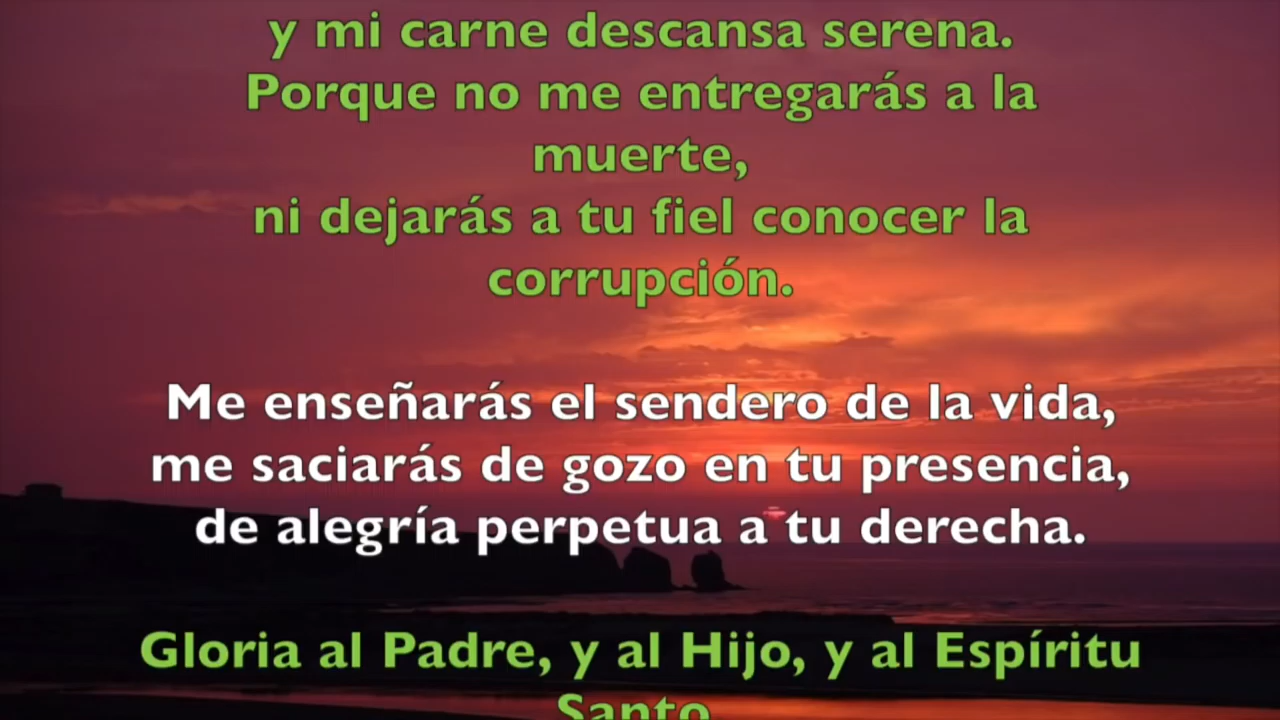 y mi carne descansa serena.
Porque no me entregarás a la
muerte,
ni dejarás a tu fiel conocer la
corrupción.
Me enseñarás el sendero de la vida,
me saciarás de gozo en tu presencia,
de alegría perpetua a tu derecha.
Gloria al Padre, y al Hijo, y al Espíritu
Santo